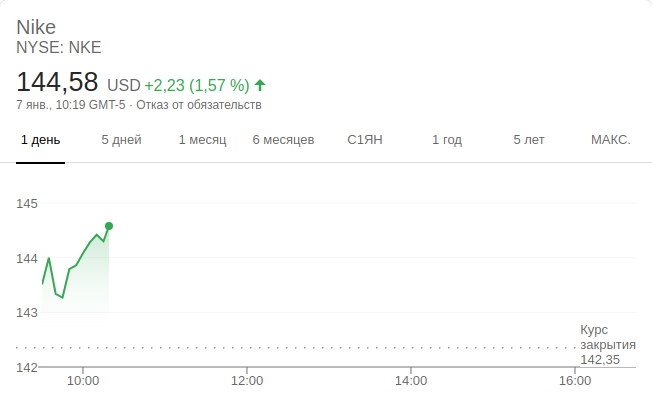 Nike
NYSE: NKE
144,58 USD +2,23 (1,57 %)
7 янв., 10:19 GMT-5 · Отказ от обязательств
1 день 5 дней 1 месяц 6 месяцев С1ЯН 1 год 5 лет МАКС.
145
144
143
Курс
закрытия
142,35
142
10:00 12:00 14:00 16:00